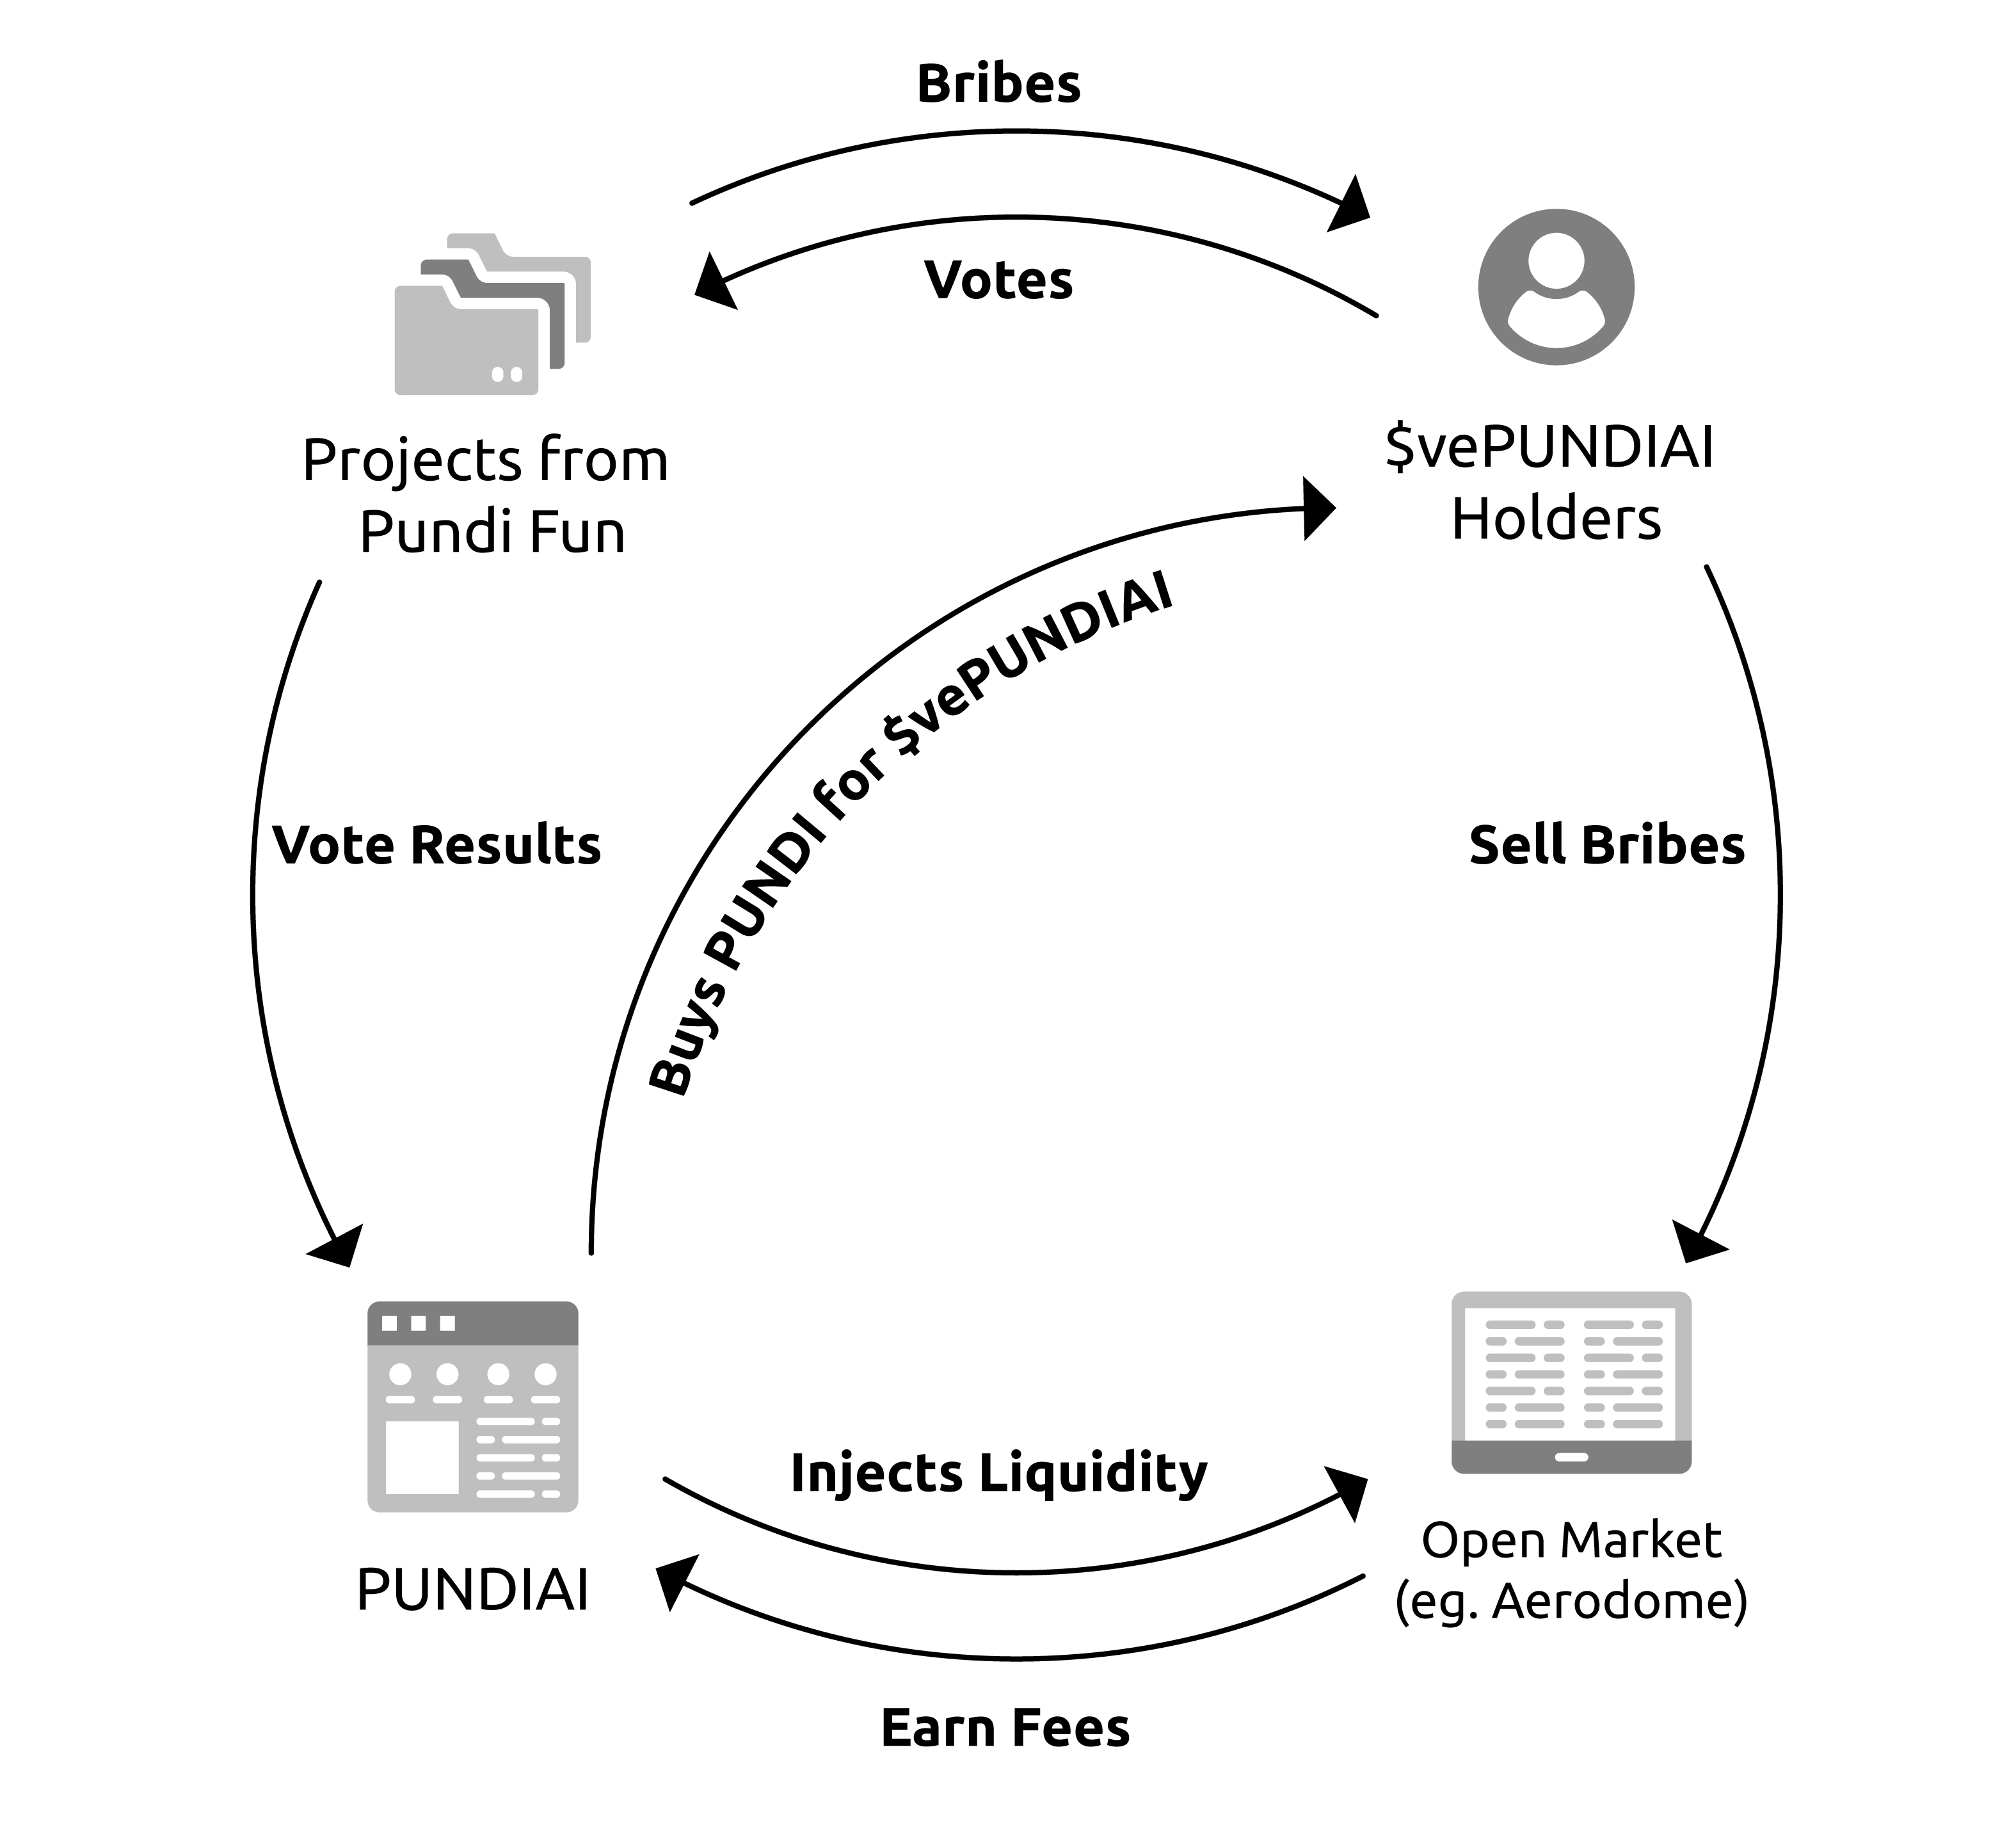 Bribes
Votes
Projects from
Pundi Fun
$vePUNDIAI
Holders
Buys PUNDI for $vePUNDIAI
Vote Results
Sell Bribes
Injects Liquidity
PUNDIAI
Open Market
(eg. Aerodome)
Earn Fees